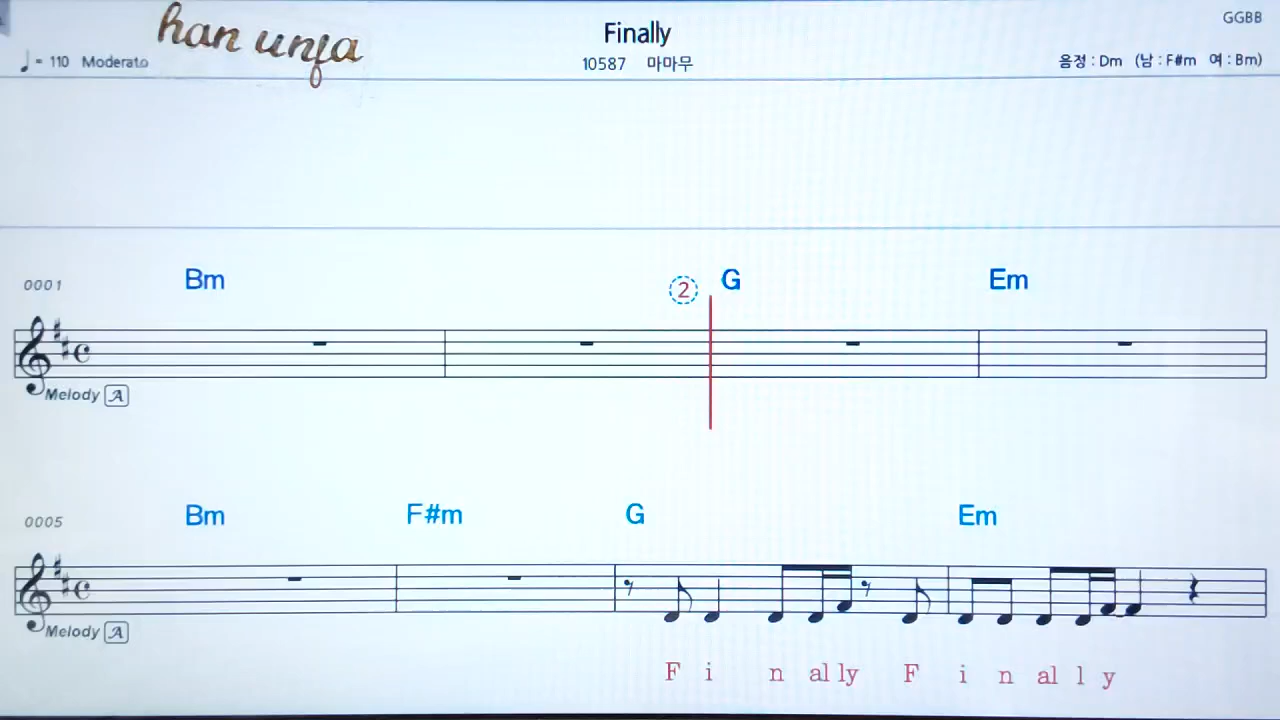 han unfa
Finally
GGBB
♩ = 110 Moderato
10587 마마무
음정 : Dm (남 : F#m 여 : Bm)
0001 Bm ② G Em
Melody A
0005 Bm F#m G Em
Melody A
F i n al ly F i n al l y